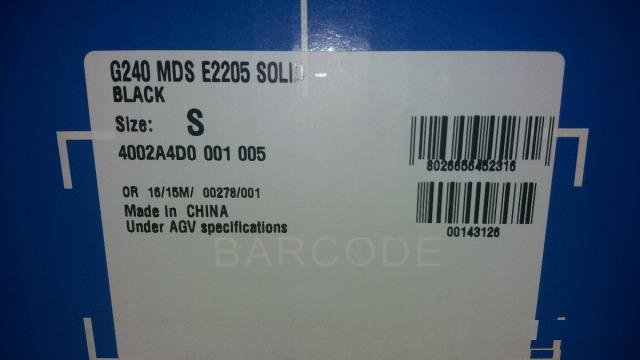 G240 MDS E2205 SOLID
BLACK
Size: S
4002A4D0 001 005
8026656452316
OR 16/15M/ 00278/001
Made In CHINA
Under AGV specifications
00143126
BARCODE